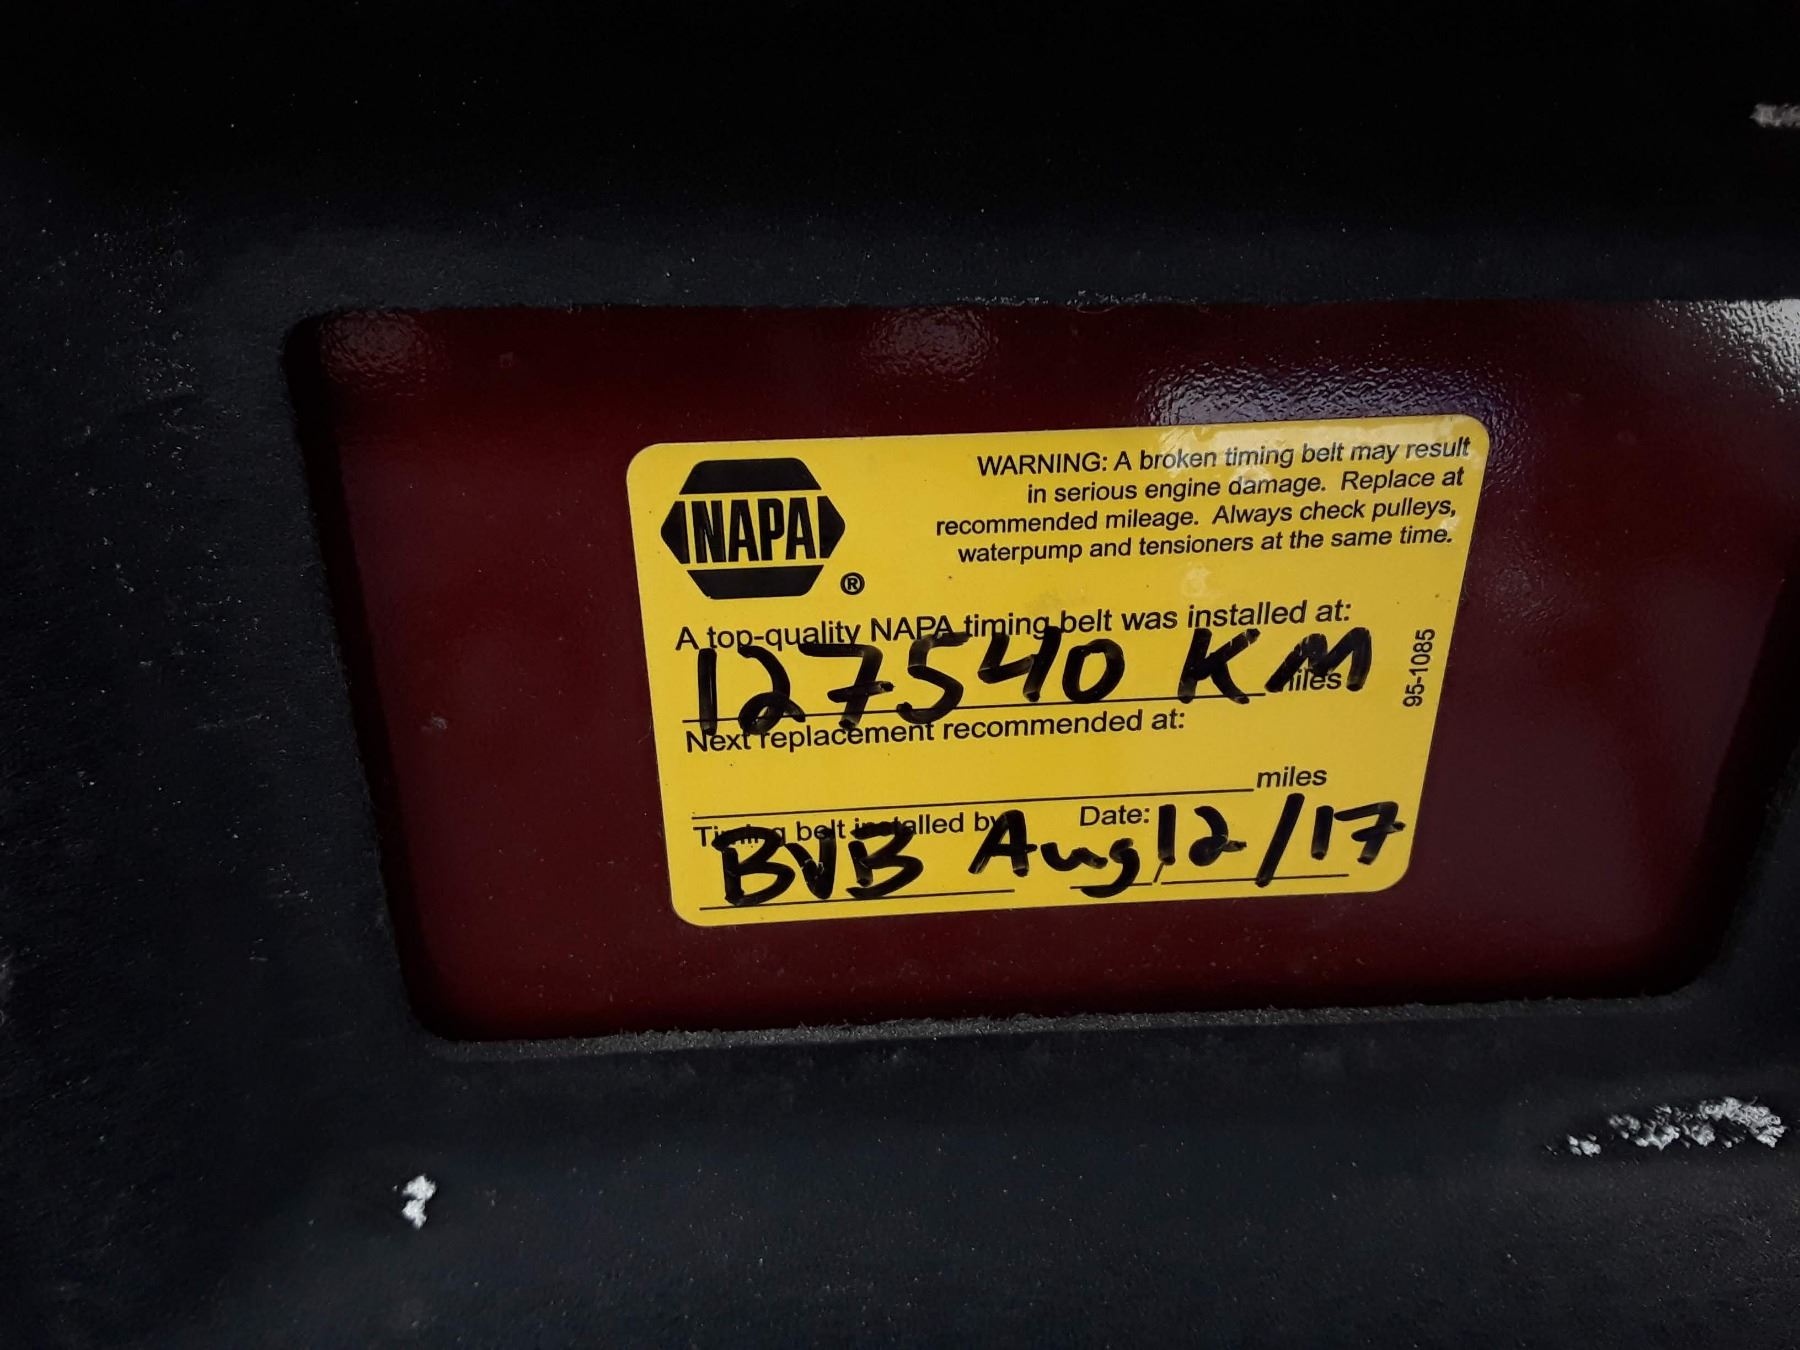 NAPA ®
WARNING: A broken timing belt may result
in serious engine damage. Replace at
recommended mileage. Always check pulleys,
waterpump and tensioners at the same time.
A top-quality NAPA timing belt was installed at:
127540 KM miles
Next replacement recommended at:
miles
Timing belt installed by Date:
BVB Aug 12/17
95-1085